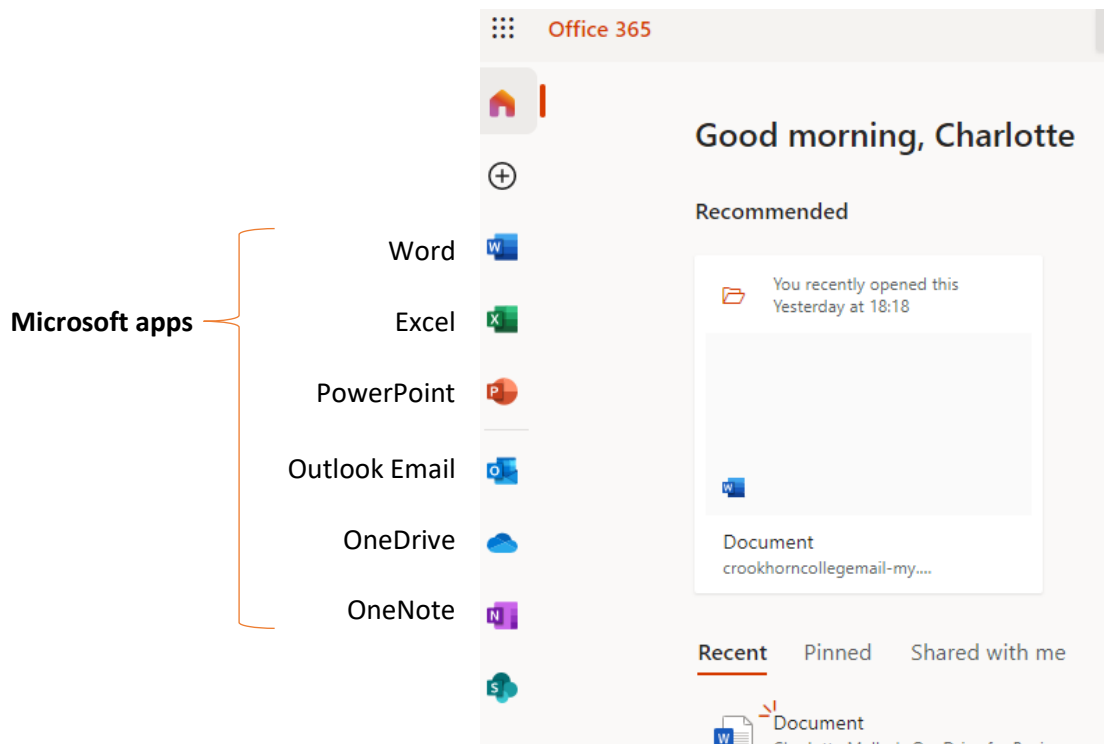 Office 365
Good morning, Charlotte
Recommended
Word
You recently opened this
Yesterday at 18:18
Microsoft apps
Excel
PowerPoint
Outlook Email
OneDrive
Document
crookhorncollegemail-my....
OneNote
Recent Pinned Shared with me
Document